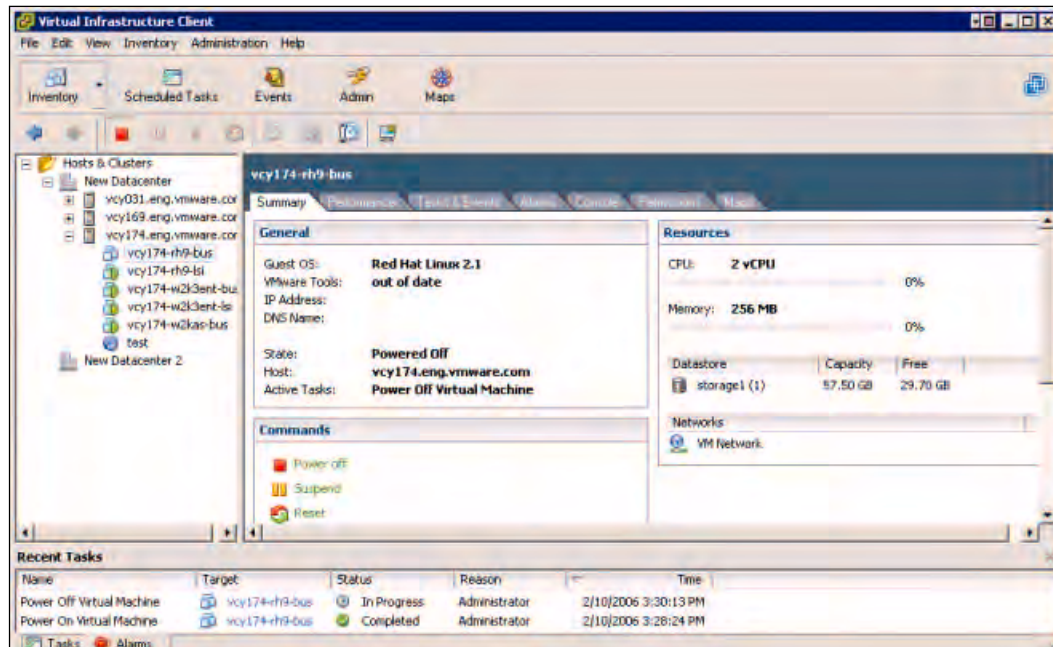 Virtual Infrastructure Client
File Edit View Inventory Administration Help
Inventory Scheduled Tasks Events Admin Maps
Hosts & Clusters
New Datacenter
vcy031.eng.vmware.cor
vcy169.eng.vmware.cor
vcy174.eng.vmware.cor
vcy174-rh9-bus
vcy174-rh9-lsi
vcy174-w2k3ent-bus
vcy174-w2k3ent-lsi
vcy174-w2kas-bus
test
New Datacenter 2
vcy174-rh9-bus
Summary Performance Tasks & Events Alarms Console Permissions Maps
General
Guest OS: Red Hat Linux 2.1
VMware Tools: out of date
IP Address:
DNS Name:
State: Powered Off
Host: vcy174.eng.vmware.com
Active Tasks: Power Off Virtual Machine
Commands
Power off
Suspend
Reset
Resources
CPU: 2 vCPU
0%
Memory: 256 MB
0%
Datastore Capacity Free
storage1 (1) 57.50 GB 29.70 GB
Networks
VM Network
Recent Tasks
Name Target Status Reason Time
Power Off Virtual Machine vcy174-rh9-bus In Progress Administrator 2/10/2006 3:30:13 PM
Power On Virtual Machine vcy174-rh9-bus Completed Administrator 2/10/2006 3:28:24 PM
Tasks Alarms